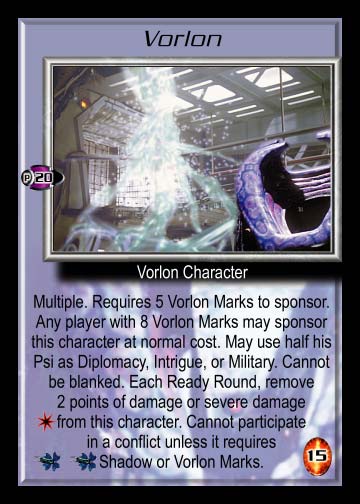 Vorlon
P 20
Vorlon Character
Multiple. Requires 5 Vorlon Marks to sponsor.
Any player with 8 Vorlon Marks may sponsor
this character at normal cost. May use half his
Psi as Diplomacy, Intrigue, or Military. Cannot
be blanked. Each Ready Round, remove
2 points of damage or severe damage
from this character. Cannot participate
in a conflict unless it requires
Shadow or Vorlon Marks.
15